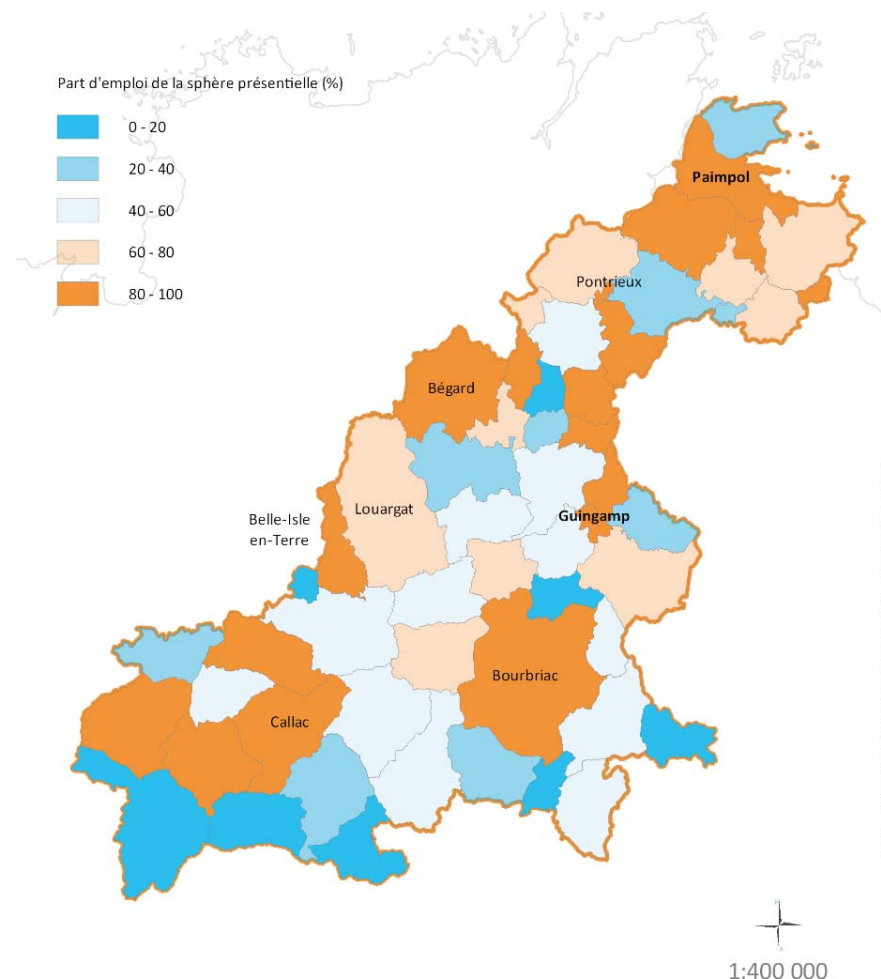 Part d'emploi de la sphère présentielle (%)
0 - 20
20 - 40
40 - 60
60 - 80
80 - 100
Paimpol
Pontrieux
Bégard
Louargat
Belle-Isle
en-Terre
Guingamp
Bourbriac
Callac
N
1:400 000